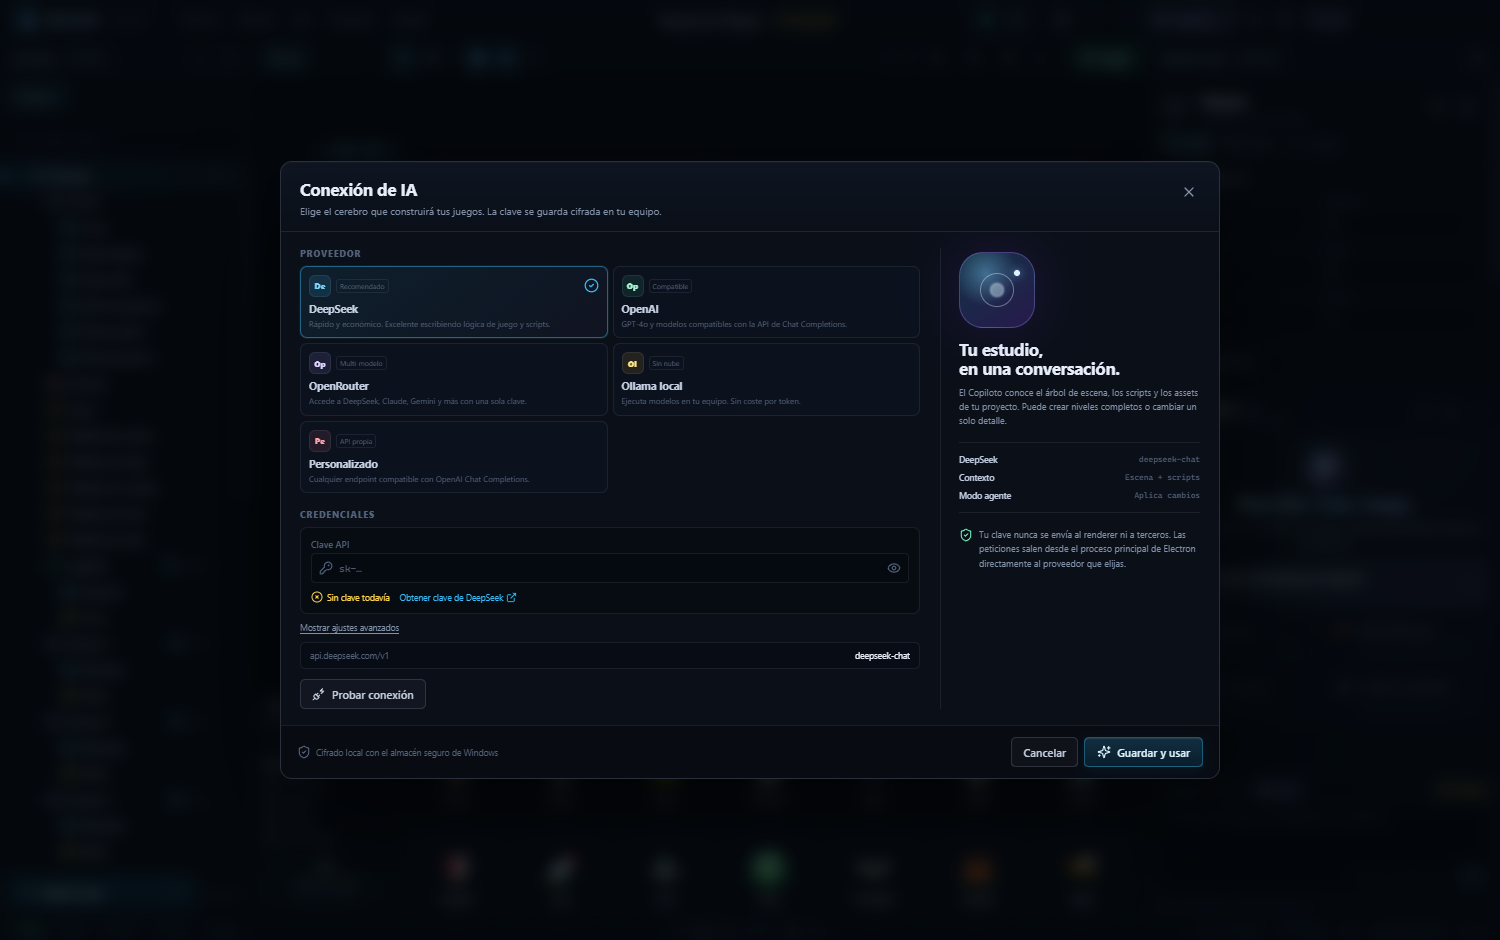 Conexión de IA
Elige el cerebro que construirá tus juegos. La clave se guarda cifrada en tu equipo.
PROVEEDOR
De Recomendado
DeepSeek
Rápido y económico. Excelente escribiendo lógica de juego y scripts.
Op Compatible
OpenAI
GPT-4o y modelos compatibles con la API de Chat Completions.
Op Multi modelo
OpenRouter
Accede a DeepSeek, Claude, Gemini y más con una sola clave.
Ol Sin nube
Ollama local
Ejecuta modelos en tu equipo. Sin coste por token.
Pe API propia
Personalizado
Cualquier endpoint compatible con OpenAI Chat Completions.
CREDENCIALES
Clave API
sk-…
Sin clave todavía Obtener clave de DeepSeek
Mostrar ajustes avanzados
api.deepseek.com/v1 deepseek-chat
Probar conexión
Tu estudio,
en una conversación.
El Copiloto conoce el árbol de escena, los scripts y los assets
de tu proyecto. Puede crear niveles completos o cambiar un
solo detalle.
DeepSeek deepseek-chat
Contexto Escena + scripts
Modo agente Aplica cambios
Tu clave nunca se envía al renderer ni a terceros. Las
peticiones salen desde el proceso principal de Electron
directamente al proveedor que elijas.
Cifrado local con el almacén seguro de Windows
Cancelar
Guardar y usar